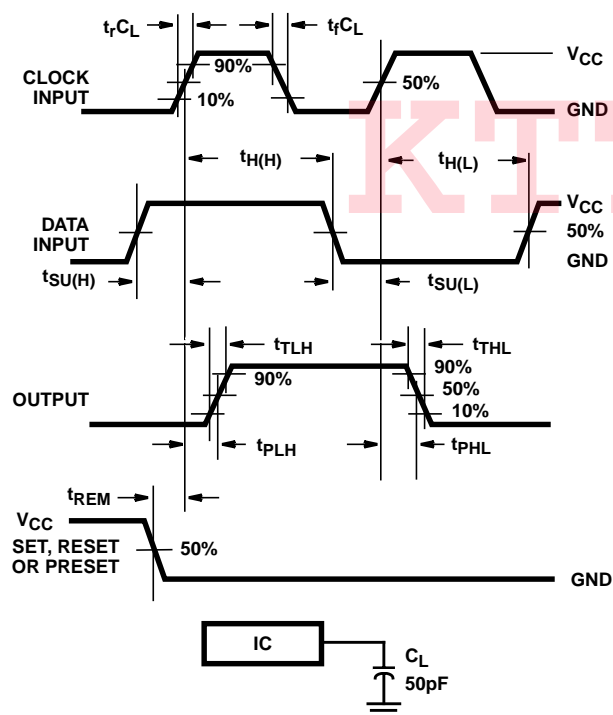 trCL
tfCL
VCC
90%
CLOCK
INPUT
50%
10%
GND
KT
tH(H)
tH(L)
VCC
DATA
INPUT
50%
GND
tSU(H)
tSU(L)
tTLH
tTHL
90%
90%
50%
OUTPUT
10%
tPLH
tPHL
tREM
VCC
SET, RESET
OR PRESET
50%
GND
IC
CL
50pF